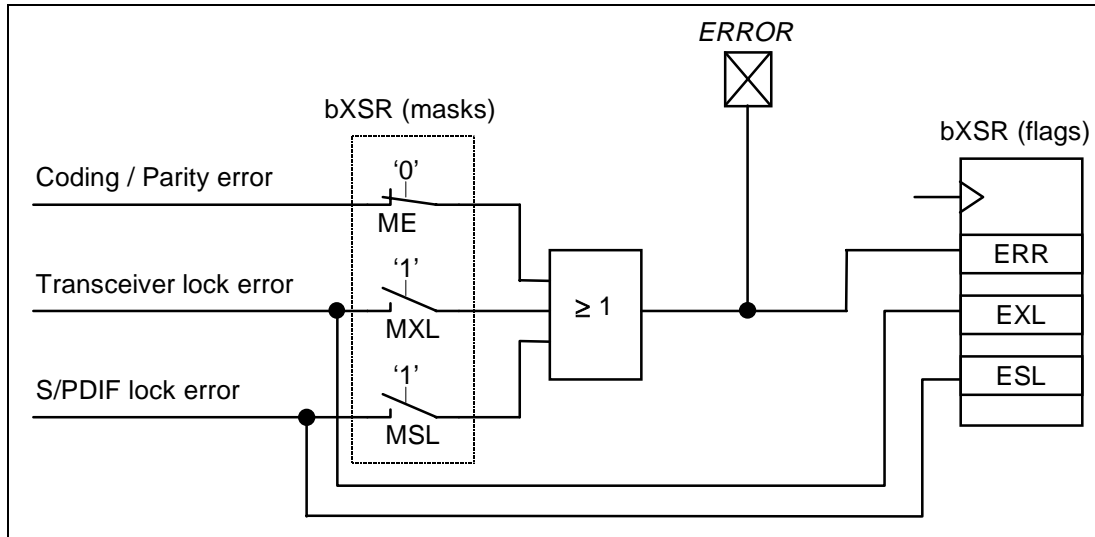 ERROR
bXSR (masks)
bXSR (flags)
Coding / Parity error
‘0’
ME
ERR
Transceiver lock error
‘1’
MXL
≥ 1
EXL
S/PDIF lock error
‘1’
MSL
ESL